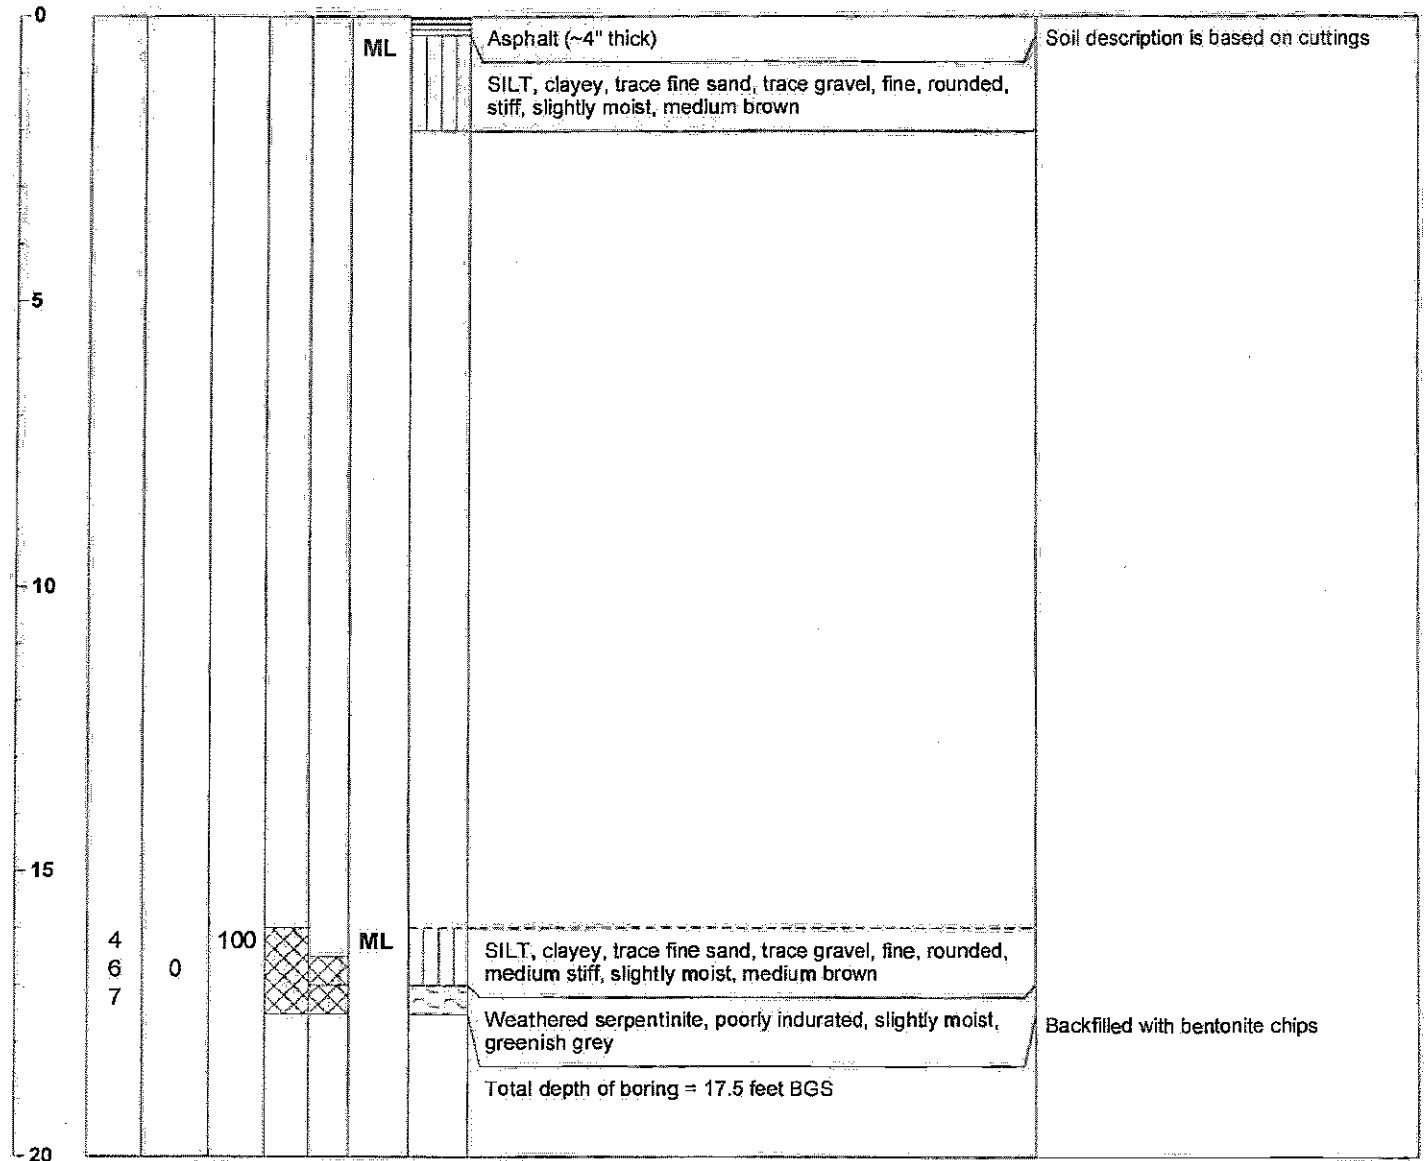 0
ML
Asphalt (~4" thick)
Soil description is based on cuttings
SILT, clayey, trace fine sand, trace gravel, fine, rounded,
stiff, slightly moist, medium brown
5
10
15
4
6
7
0
100
ML
SILT, clayey, trace fine sand, trace gravel, fine, rounded,
medium stiff, slightly moist, medium brown
Weathered serpentinite, poorly indurated, slightly moist,
greenish grey
Backfilled with bentonite chips
Total depth of boring = 17.5 feet BGS
20